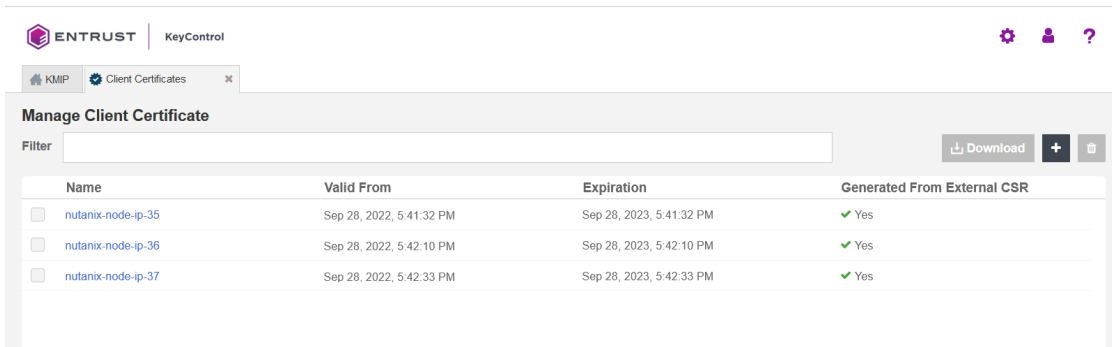 ENTRUST KeyControl ?
KMIP Client Certificates ×
Manage Client Certificate
Filter Download +
Name Valid From Expiration Generated From External CSR
nutanix-node-ip-35 Sep 28, 2022, 5:41:32 PM Sep 28, 2023, 5:41:32 PM Yes
nutanix-node-ip-36 Sep 28, 2022, 5:42:10 PM Sep 28, 2023, 5:42:10 PM Yes
nutanix-node-ip-37 Sep 28, 2022, 5:42:33 PM Sep 28, 2023, 5:42:33 PM Yes